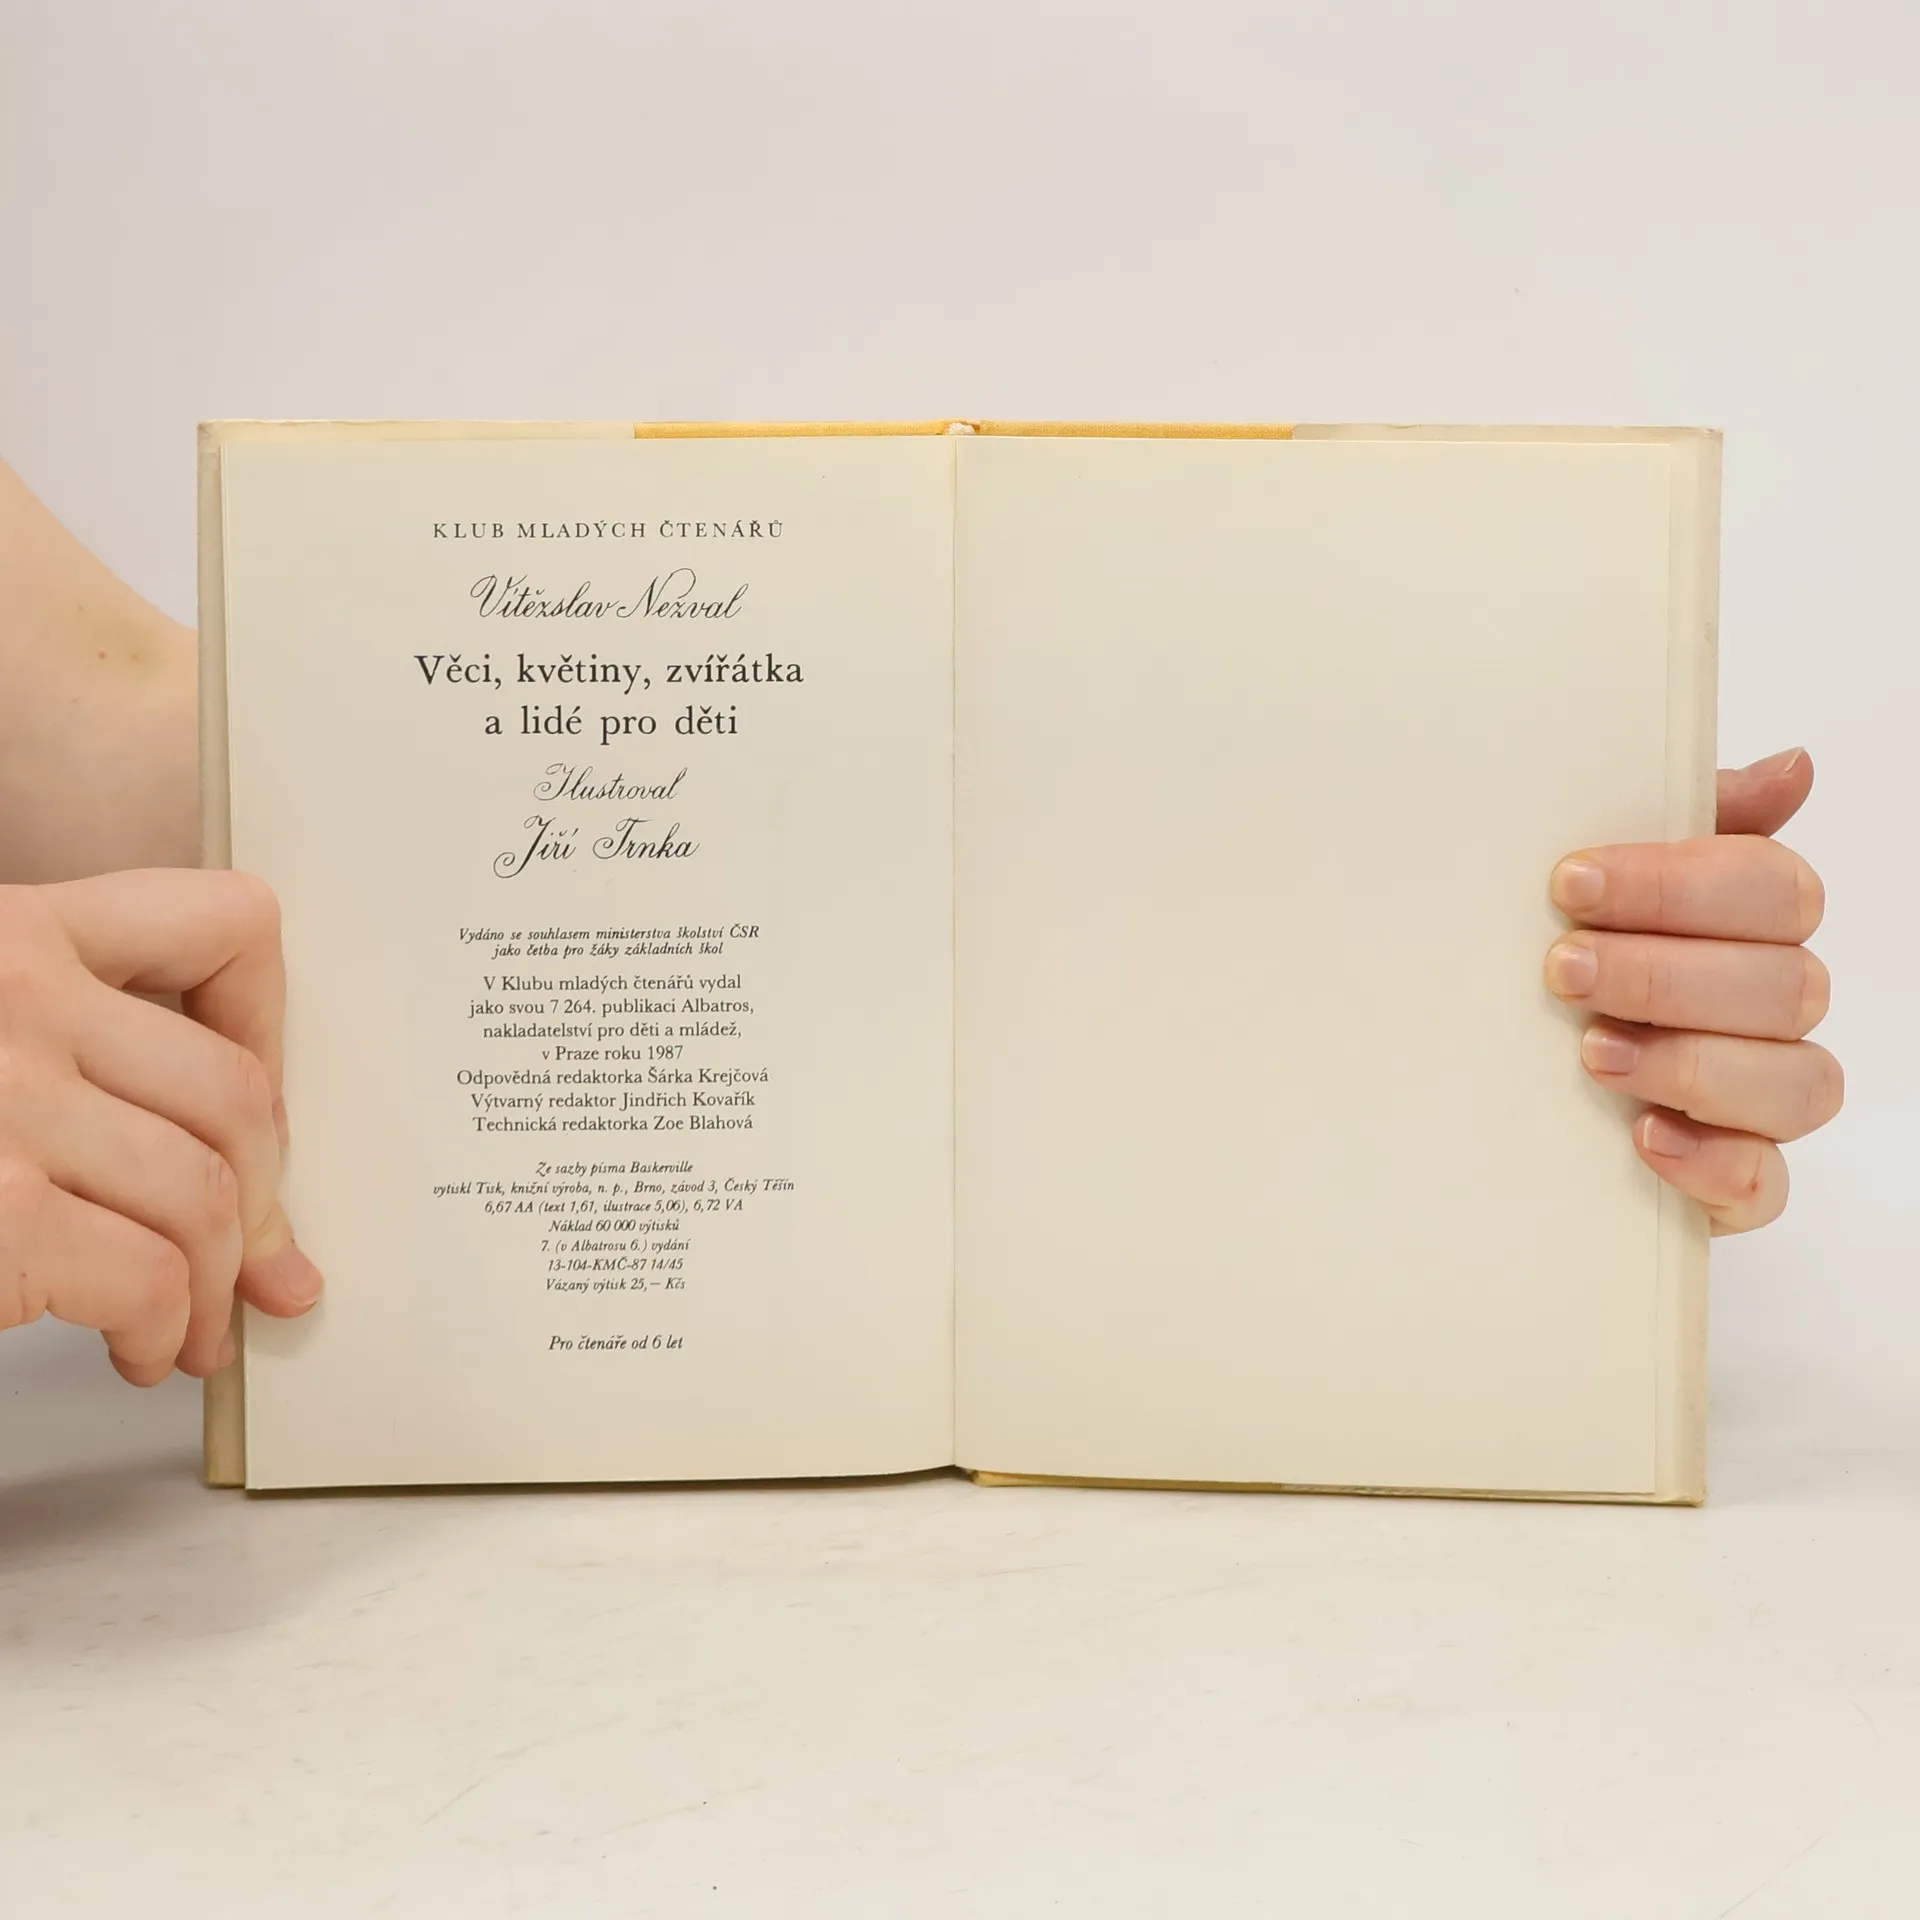 KLUB MLADÝCH ČTENÁŘŮ
Vítězslav Nezval
Věci, květiny, zvířátka
a lidé pro děti
Ilustroval
Jiří Trnka
Vydáno se souhlasem ministerstva školství ČSR
jako četba pro žáky základních škol
V Klubu mladých čtenářů vydal
jako svou 7 264. publikaci Albatros,
nakladatelství pro děti a mládež,
v Praze roku 1987
Odpovědná redaktorka Šárka Krejčová
Výtvarný redaktor Jindřich Kovařík
Technická redaktorka Zoe Blahová
Ze sazby písma Baskerville
vytiskl Tisk, knižní výroba, n. p., Brno, závod 3, Český Těšín
6,67 AA (text 1,61, ilustrace 5,06), 6,72 VA
Náklad 60 000 výtisků
7. (v Albatrosu 6.) vydání
13-104-KMČ-87 14/45
Vázaný výtisk 25,— Kčs
Pro čtenáře od 6 let